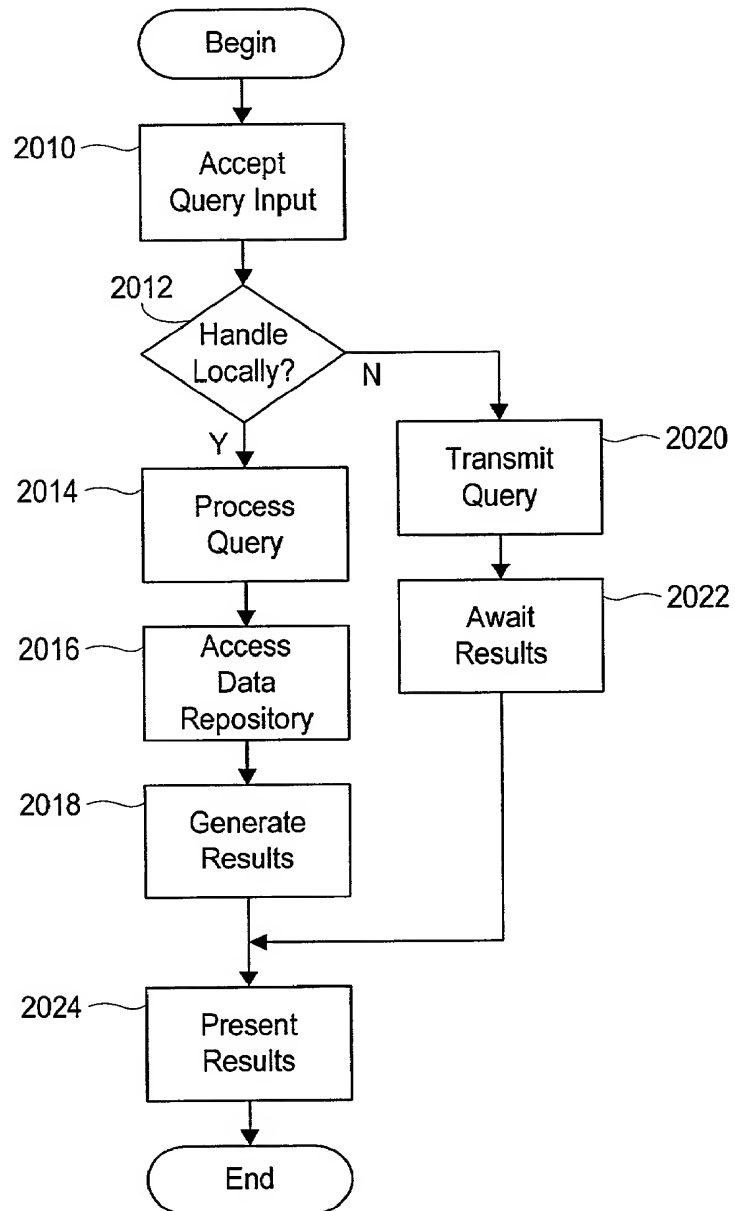 Begin
2010
Accept
Query Input
2012
Handle
Locally?
N
Y
2014
Process
Query
2020
Transmit
Query
2016
Access
Data
Repository
2022
Await
Results
2018
Generate
Results
2024
Present
Results
End